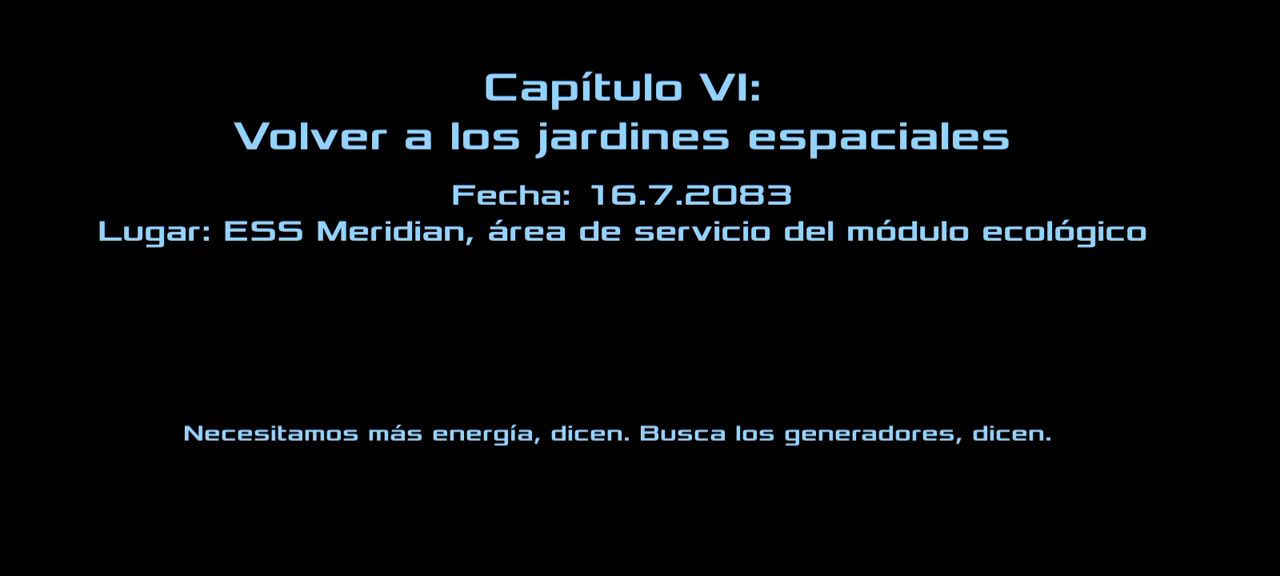 Capítulo VI:
Volver a los jardines espaciales
Fecha: 16.7.2083
Lugar: ESS Meridian, área de servicio del módulo ecológico
Necesitamos más energía, dicen. Busca los generadores, dicen.